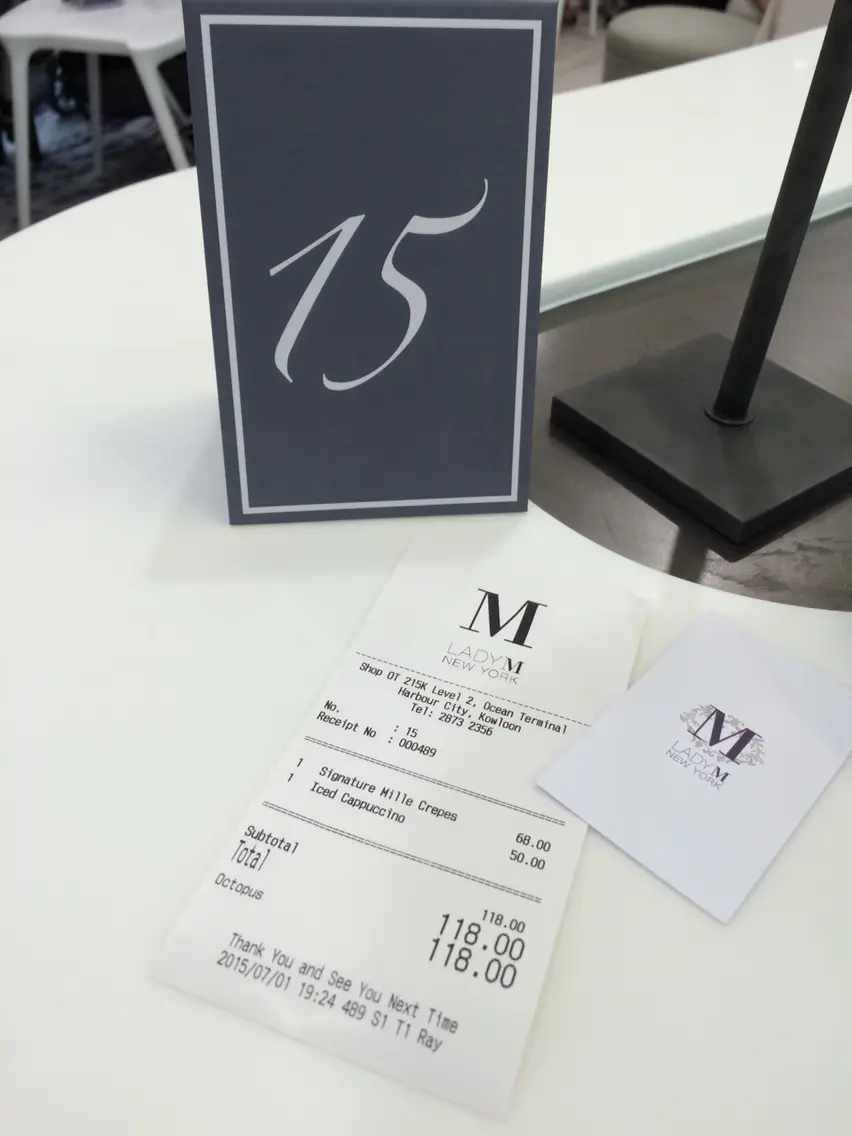 15
M
LADY M
NEW YORK
Shop OT 215K Level 2, Ocean Terminal
Harbour City, Kowloon
Tel: 2873 2356
No. : 15
Receipt No : 000489
1 Signature Mille Crepes 68.00
1 Iced Cappuccino 50.00
Subtotal 118.00
Total 118.00
Octopus 118.00
Thank You and See You Next Time
2015/07/01 19:24 489 S1 T1 Ray
M
LADY M
NEW YORK